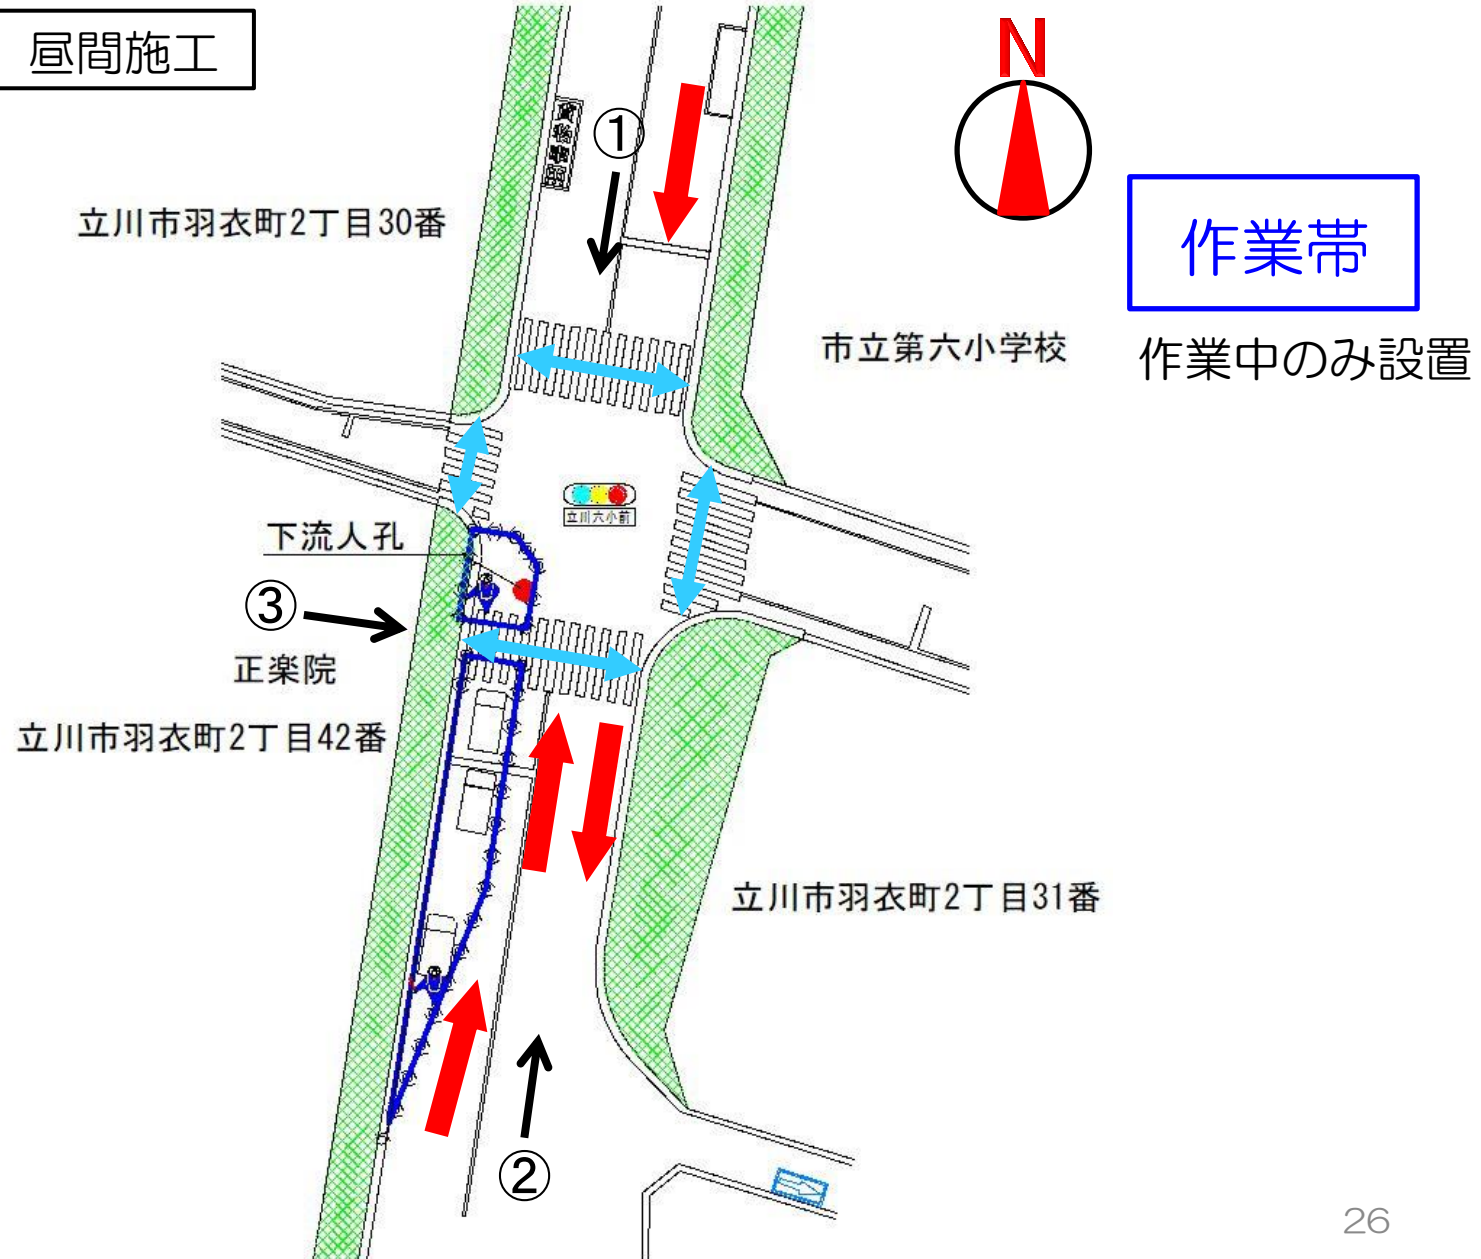 昼間施工
N
①
作業帯
立川市羽衣町2丁目30番
市立第六小学校
作業中のみ設置
立川六小前
下流人孔
③
正楽院
立川市羽衣町2丁目42番
立川市羽衣町2丁目31番
②
26